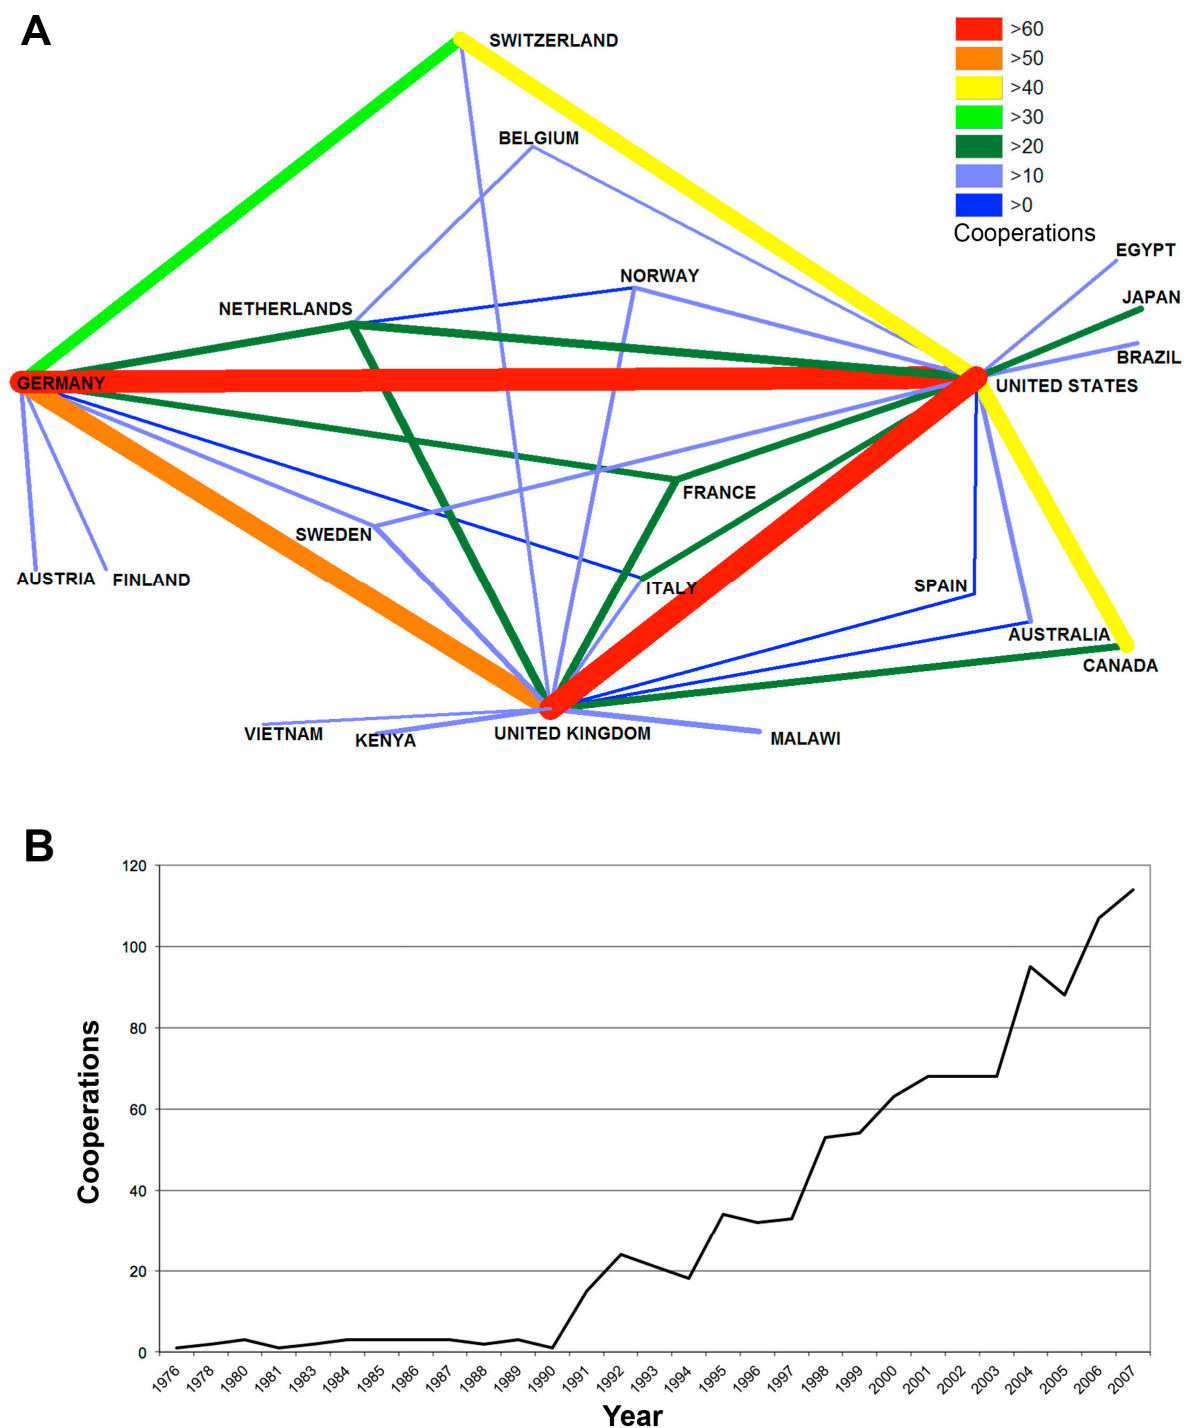 A
SWITZERLAND
>60
>50
>40
>30
>20
>10
>0
Cooperations
BELGIUM
EGYPT
NORWAY
JAPAN
NETHERLANDS
BRAZIL
GERMANY
UNITED STATES
FRANCE
SWEDEN
AUSTRIA
FINLAND
ITALY
SPAIN
AUSTRALIA
CANADA
VIETNAM
KENYA
UNITED KINGDOM
MALAWI
B
120
100
80
60
40
20
0
Cooperations
1976 1978 1980 1981 1983 1984 1985 1986 1987 1988 1989 1990 1991 1992 1993 1994 1995 1996 1997 1998 1999 2000 2001 2002 2003 2004 2005 2006 2007
Year